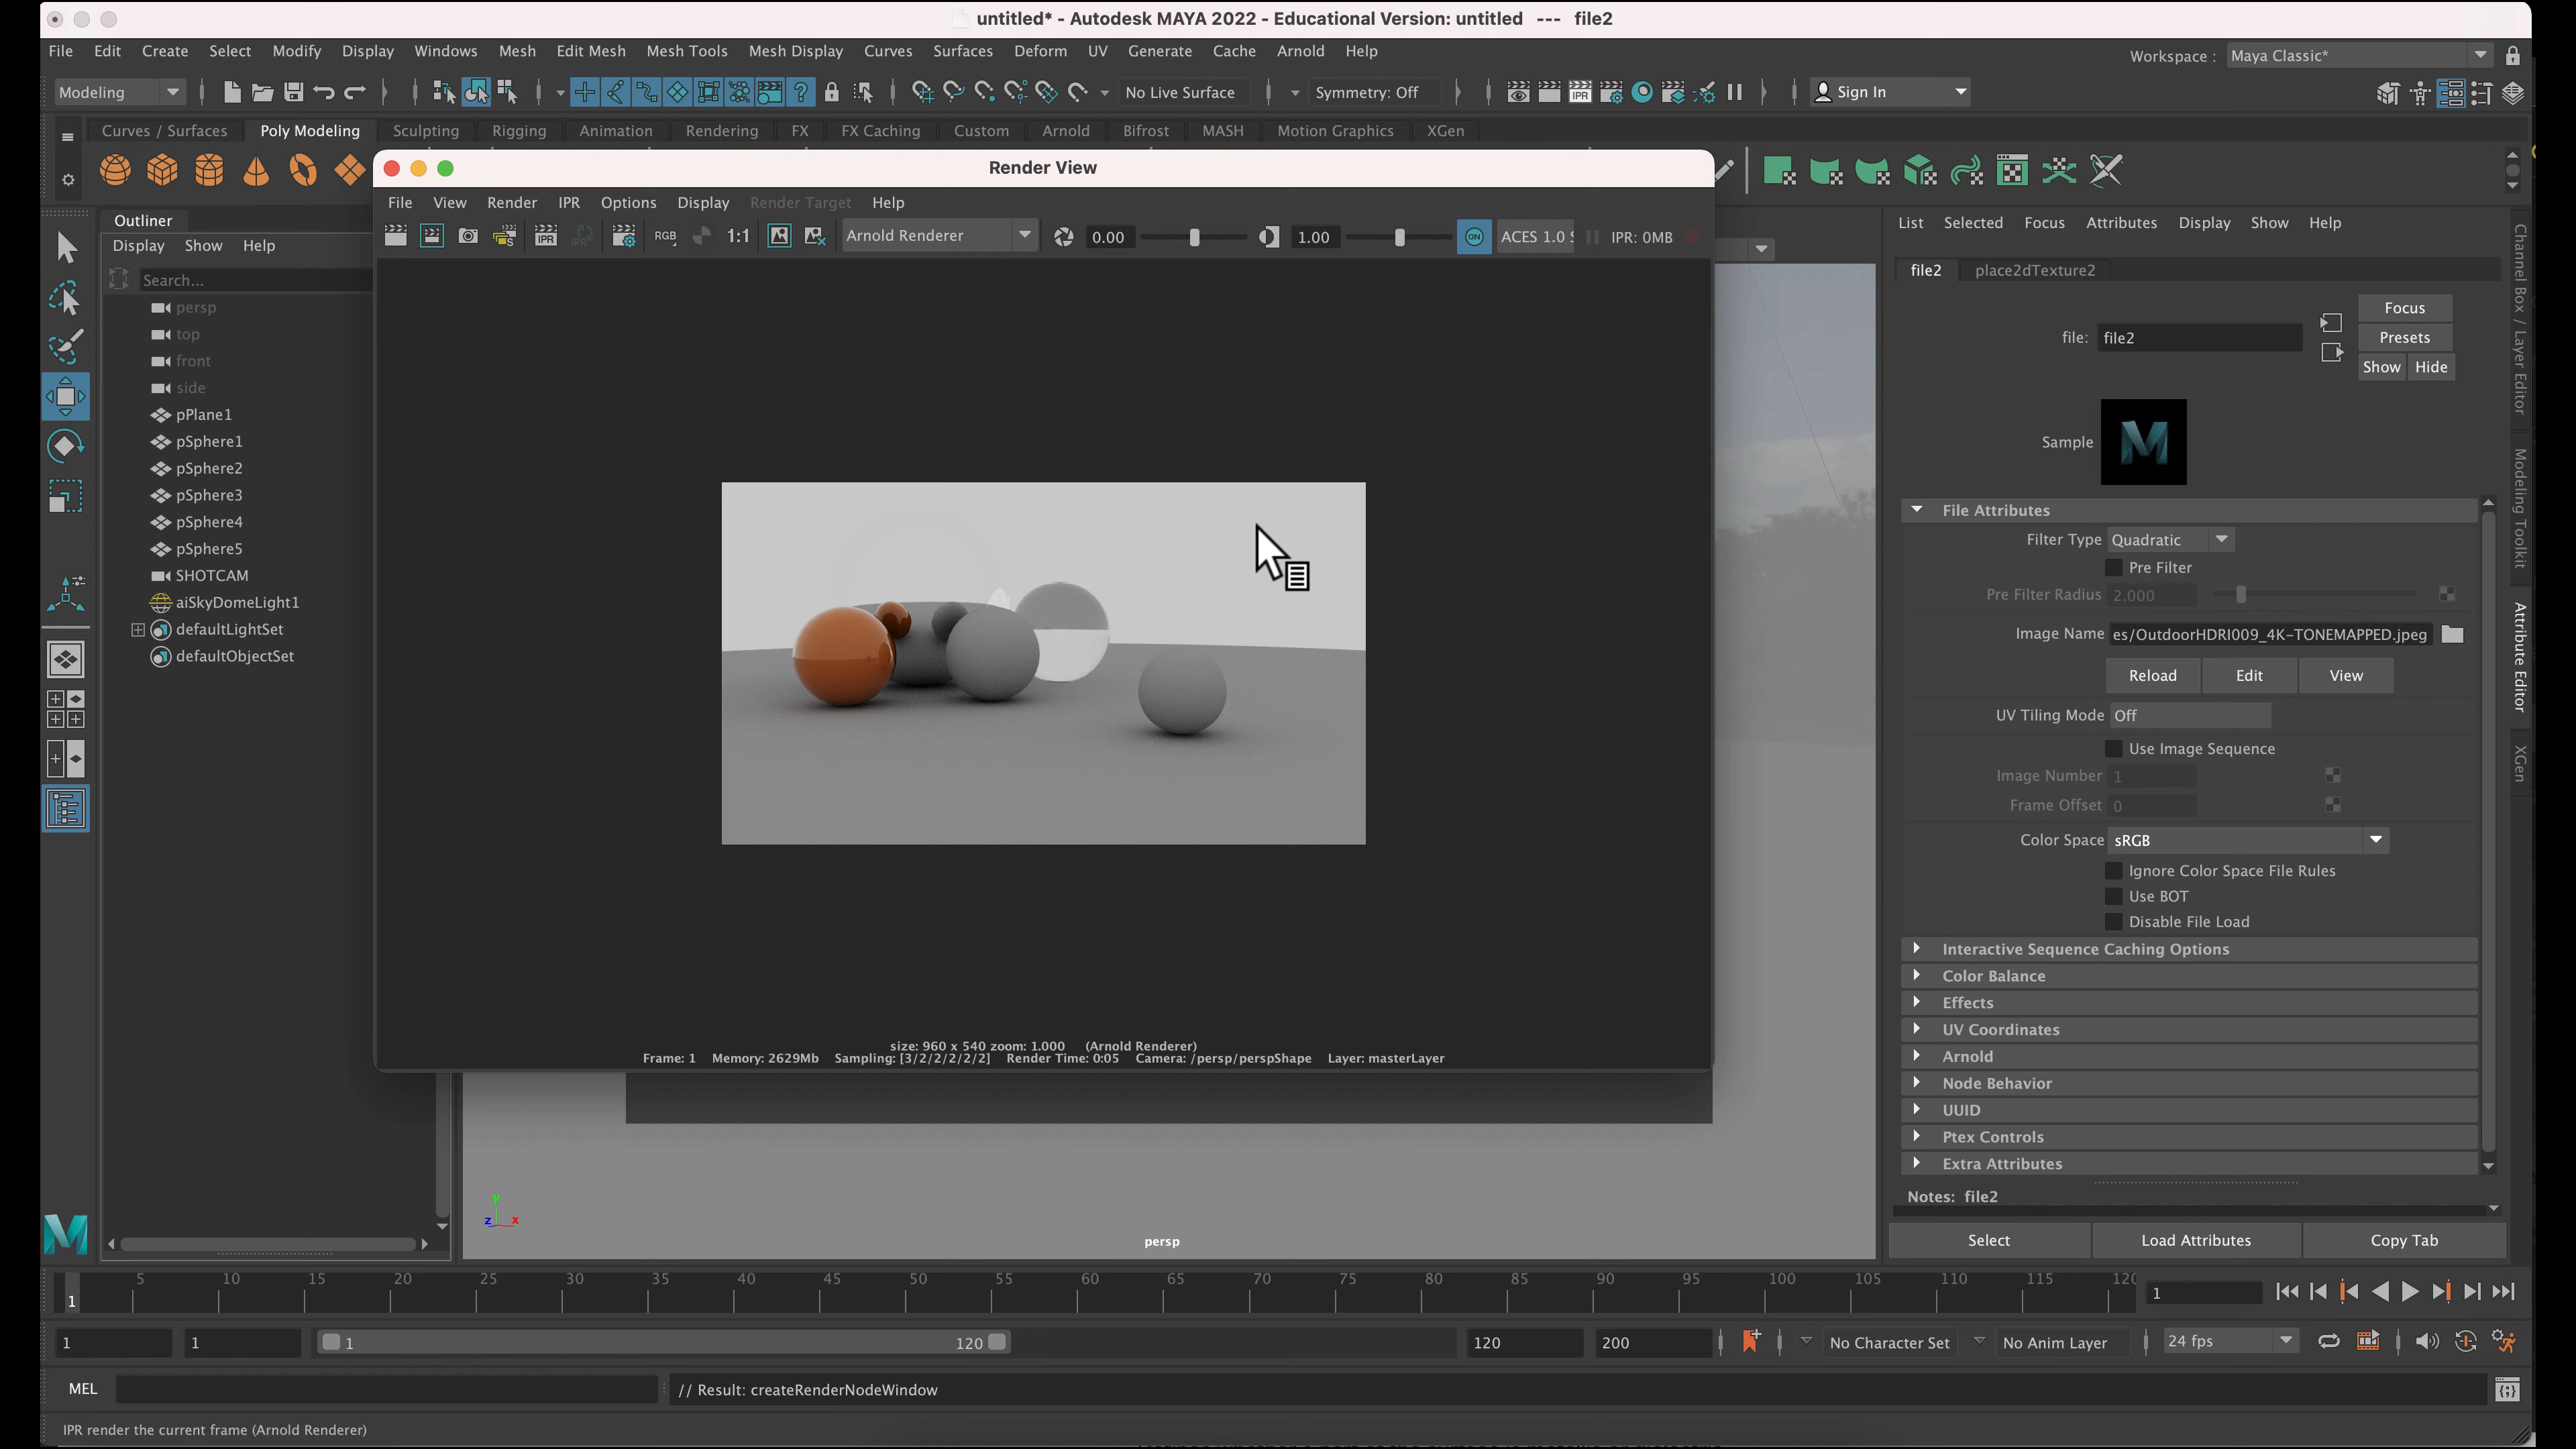 untitled* - Autodesk MAYA 2022 - Educational Version: untitled --- file2
File Edit Create Select Modify Display Windows Mesh Edit Mesh Mesh Tools Mesh Display Curves Surfaces Deform UV Generate Cache Arnold Help
Workspace : Maya Classic*
Modeling
No Live Surface
Symmetry: Off
IPR
Sign In
Curves / Surfaces Poly Modeling Sculpting Rigging Animation Rendering FX FX Caching Custom Arnold Bifrost MASH Motion Graphics XGen
Render View
File View Render IPR Options Display Render Target Help
IPR RGB 1:1 Arnold Renderer 0.00 1.00 ON ACES 1.0 IPR: 0MB
Outliner
Display Show Help
Search...
persp
top
front
side
pPlane1
pSphere1
pSphere2
pSphere3
pSphere4
pSphere5
SHOTCAM
aiSkyDomeLight1
defaultLightSet
defaultObjectSet
size: 960 x 540 zoom: 1.000 (Arnold Renderer)
Frame: 1 Memory: 2629Mb Sampling: [3/2/2/2/2/2] Render Time: 0:05 Camera: /persp/perspShape Layer: masterLayer
y
z x
persp
List Selected Focus Attributes Display Show Help
file2 place2dTexture2
file: file2
Focus
Presets
Show Hide
Sample
File Attributes
Filter Type Quadratic
Pre Filter
Pre Filter Radius 2.000
Image Name es/OutdoorHDRI009_4K-TONEMAPPED.jpeg
Reload Edit View
UV Tiling Mode Off
Use Image Sequence
Image Number 1
Frame Offset 0
Color Space sRGB
Ignore Color Space File Rules
Use BOT
Disable File Load
Interactive Sequence Caching Options
Color Balance
Effects
UV Coordinates
Arnold
Node Behavior
UUID
Ptex Controls
Extra Attributes
Notes: file2
Select Load Attributes Copy Tab
Channel Box / Layer Editor
Modeling Toolkit
Attribute Editor
XGen
1 5 10 15 20 25 30 35 40 45 50 55 60 65 70 75 80 85 90 95 100 105 110 115 120
1
1 1 1 120 120 200 No Character Set No Anim Layer 24 fps
MEL // Result: createRenderNodeWindow
IPR render the current frame (Arnold Renderer)